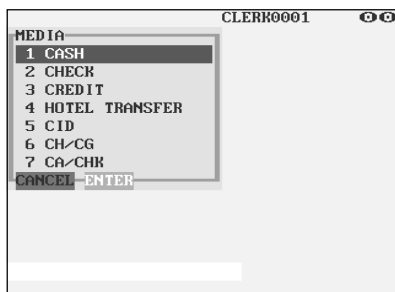 CLERK0001 00
MEDIA
1 CASH
2 CHECK
3 CREDIT
4 HOTEL TRANSFER
5 CID
6 CH/CG
7 CA/CHK
CANCEL ENTER